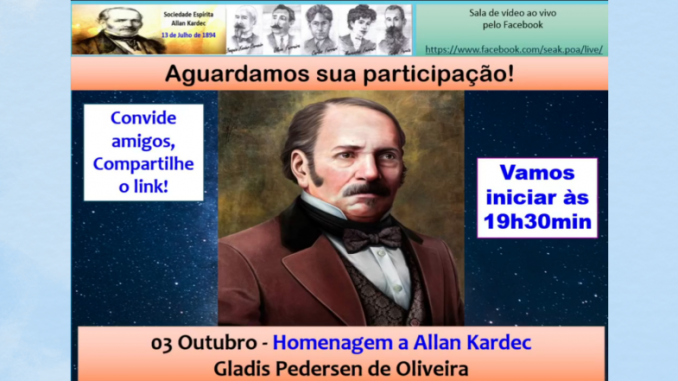 Sociedade Espírita
Allan Kardec
13 de Julho de 1894
Sala de vídeo ao vivo
pelo Facebook
https://www.facebook.com/seak.poa/live/
Aguardamos sua participação!
Convide
amigos,
Compartilhe
o link!
Vamos
iniciar às
19h30min
03 Outubro - Homenagem a Allan Kardec
Gladis Pedersen de Oliveira